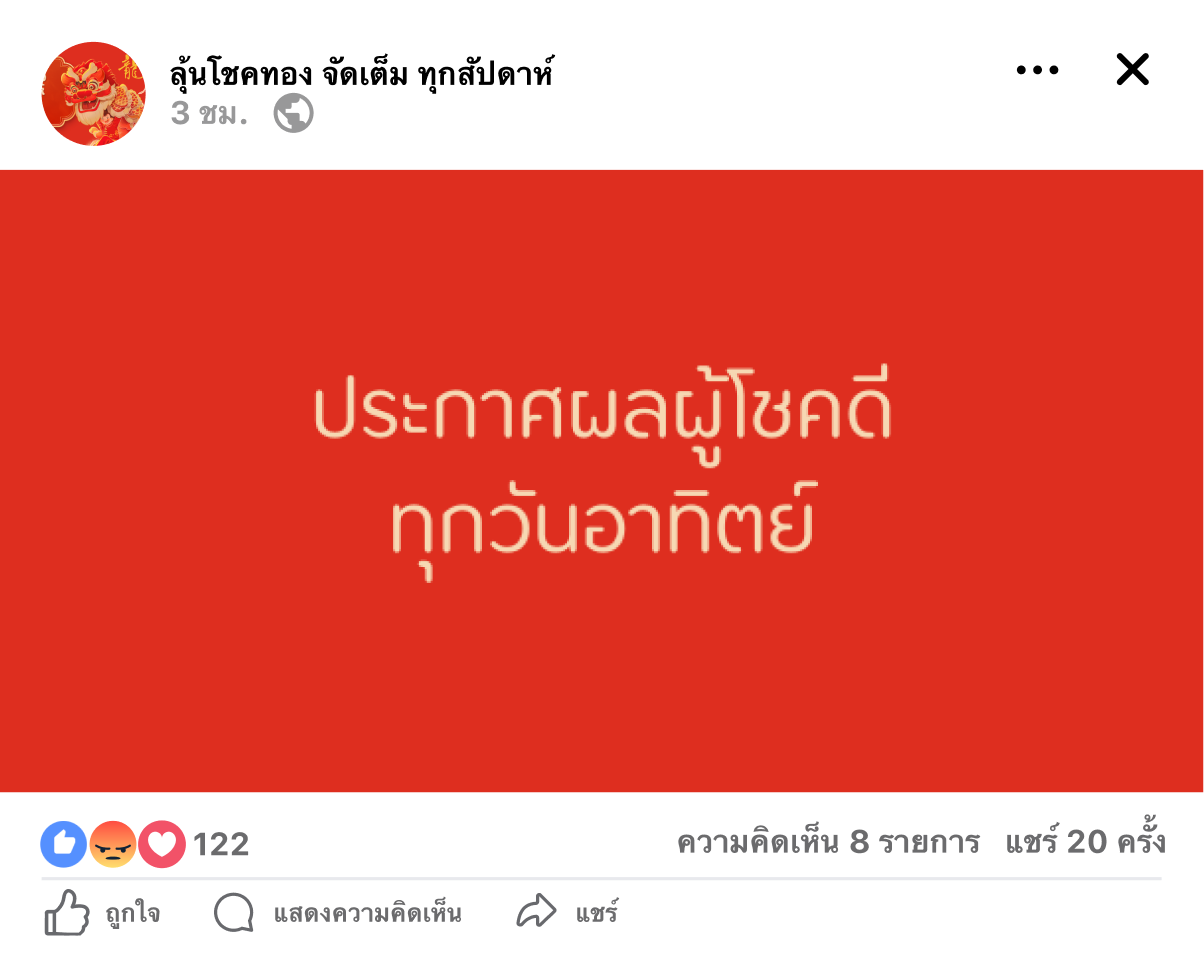 ลุ้นโชคทอง จัดเต็ม ทุกสัปดาห์
3 ชม.
龍
ประกาศผลผู้โชคดี
ทุกวันอาทิตย์
122
ความคิดเห็น 8 รายการ แชร์ 20 ครั้ง
ถูกใจ แสดงความคิดเห็น แชร์